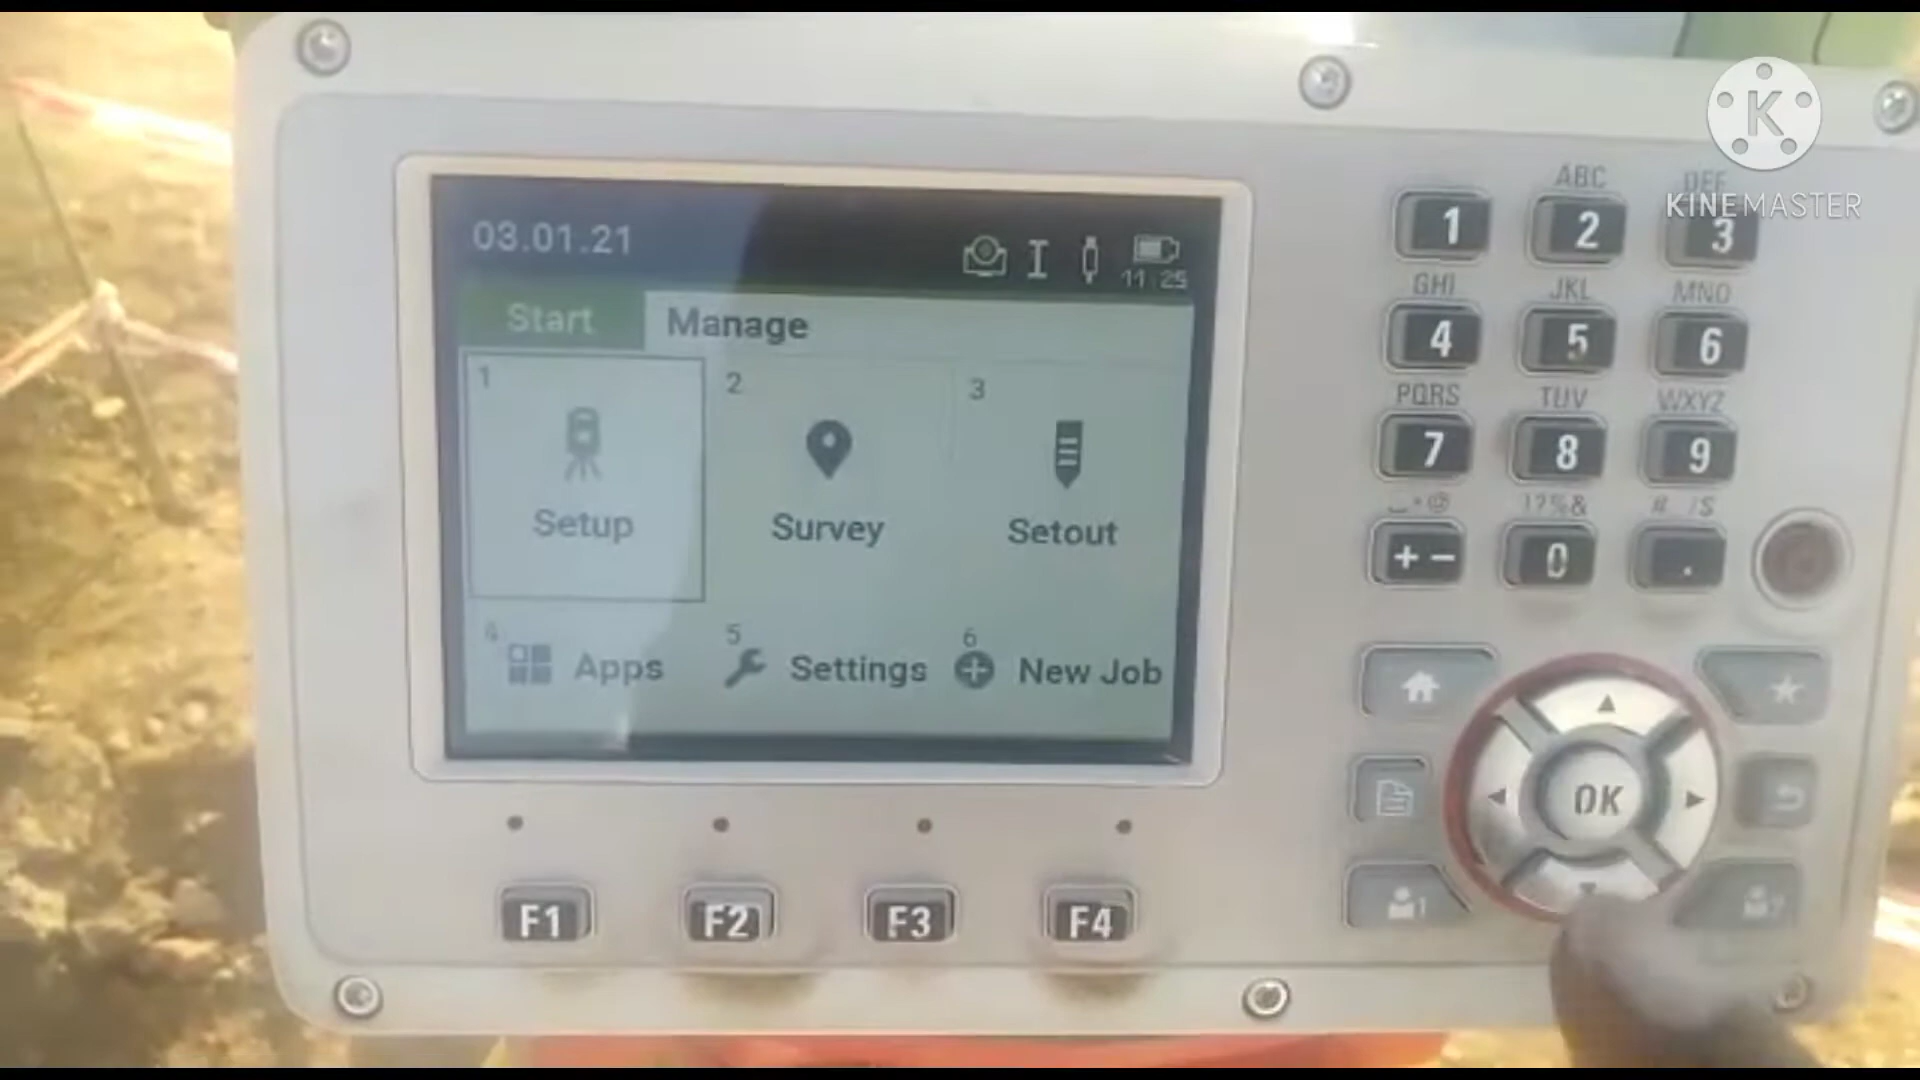 03.01.21
11:25
Start Manage
1 2 3
Setup Survey Setout
4 Apps 5 Settings 6 New Job
F1 F2 F3 F4
ABC DEF
1 2 3
GHI JKL MNO
4 5 6
PQRS TUV WXYZ
7 8 9
!?%&
+ - 0 .
OK
1
K
KINEMASTER